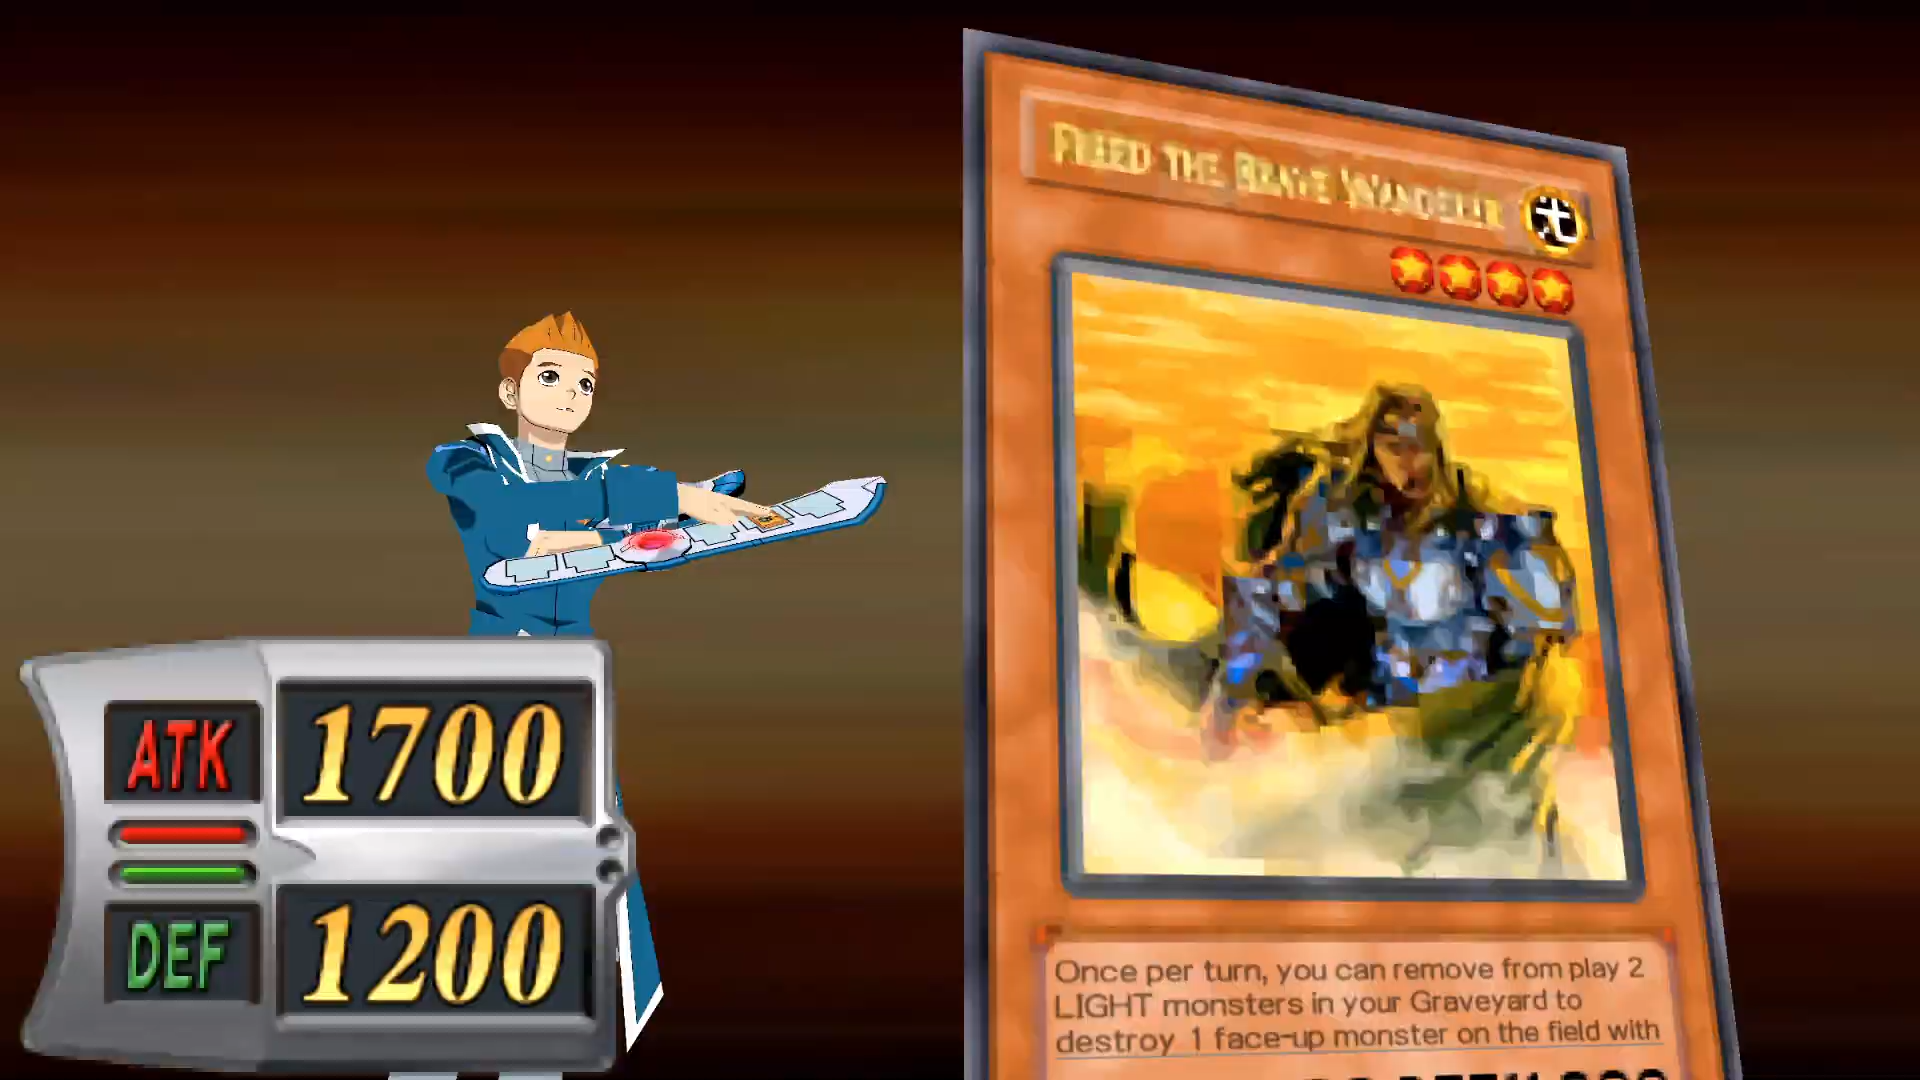 FREED THE BRAVE WANDERER
光
ATK 1700
DEF 1200
Once per turn, you can remove from play 2
LIGHT monsters in your Graveyard to
destroy 1 face-up monster on the field with